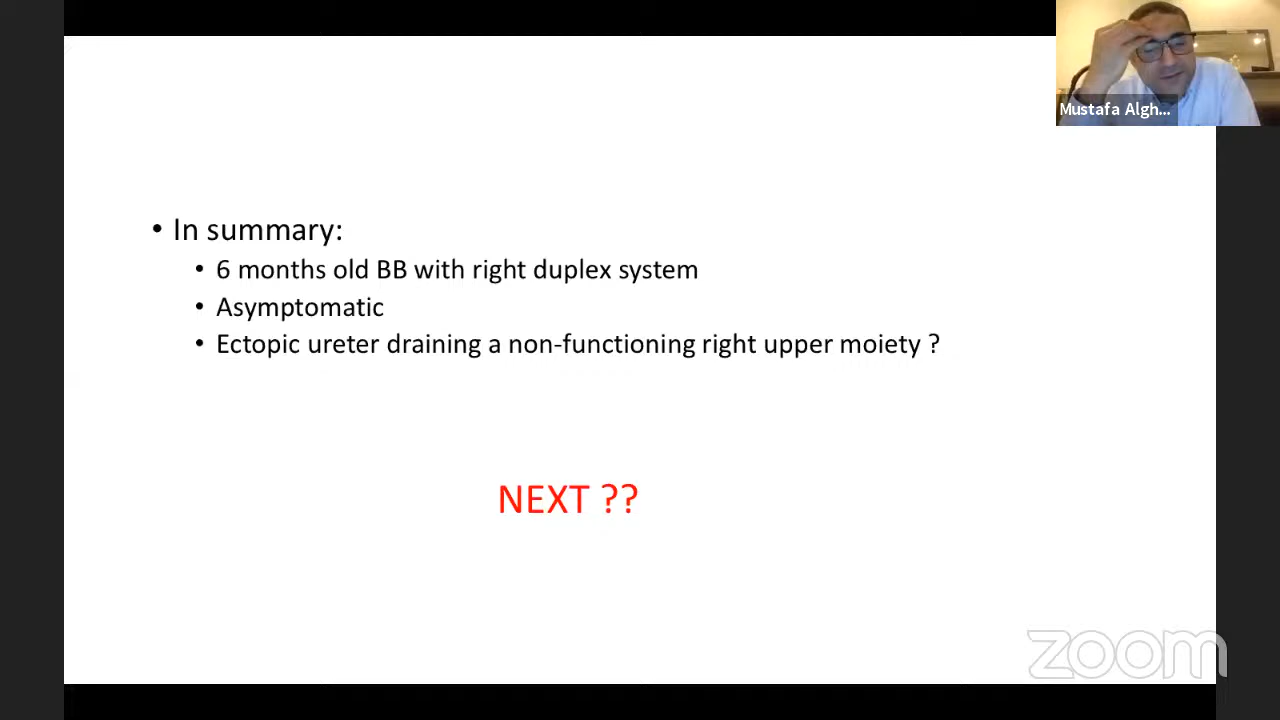 Mustafa Algh...
• In summary:
• 6 months old BB with right duplex system
• Asymptomatic
• Ectopic ureter draining a non-functioning right upper moiety ?
NEXT ??
zoom